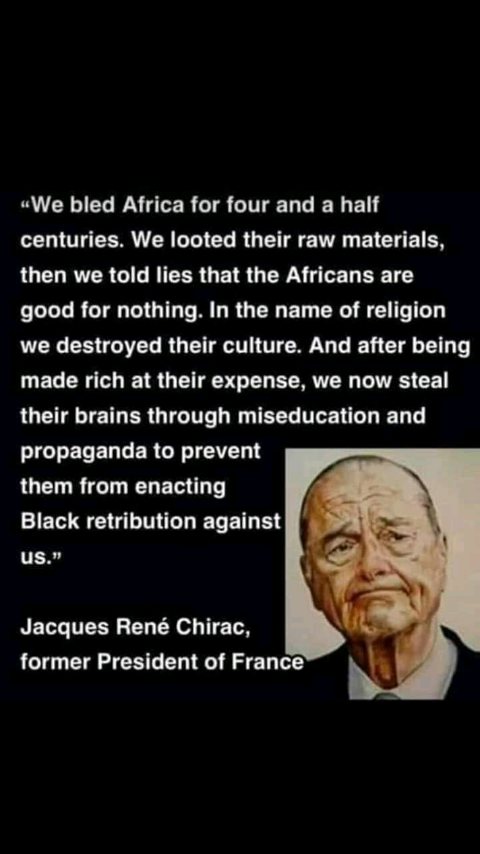 “We bled Africa for four and a half
centuries. We looted their raw materials,
then we told lies that the Africans are
good for nothing. In the name of religion
we destroyed their culture. And after being
made rich at their expense, we now steal
their brains through miseducation and
propaganda to prevent
them from enacting
Black retribution against
us.”
Jacques René Chirac,
former President of France